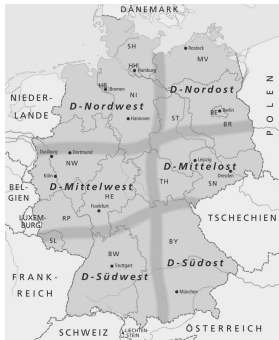 DÄNEMARK
SH
Rostock
MV
HH
Hamburg
HB
Bremen
D-Nordost
NIEDER-
LANDE
NI
D-Nordwest
Berlin
BE
Hannover
ST
BR
POLEN
Duisburg
Dortmund
NW
Leipzig
D-Mittelost
Dresden
Köln
BEL-
GIEN
D-Mittelwest
TH
SN
HE
Frankfurt
LUXEM-
BURG
RP
TSCHECHIEN
SL
BY
BW
FRANK-
REICH
D-Südost
D-Südwest
Stuttgart
München
SCHWEIZ
LIECHTEN
STEIN
ÖSTERREICH